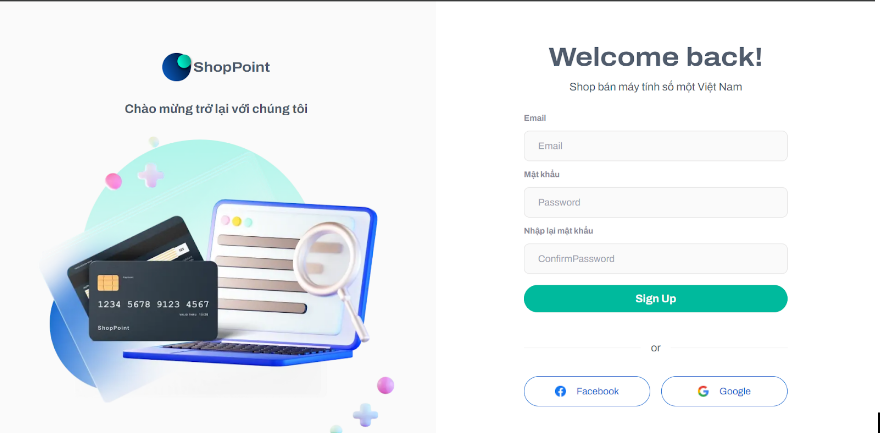 ShopPoint
Chào mừng trở lại với chúng tôi
1234 5678 9123 4567
ShopPoint
Welcome back!
Shop bán máy tính số một Việt Nam
Email
Email
Mật khẩu
Password
Nhập lại mật khẩu
ConfirmPassword
Sign Up
or
Facebook
Google